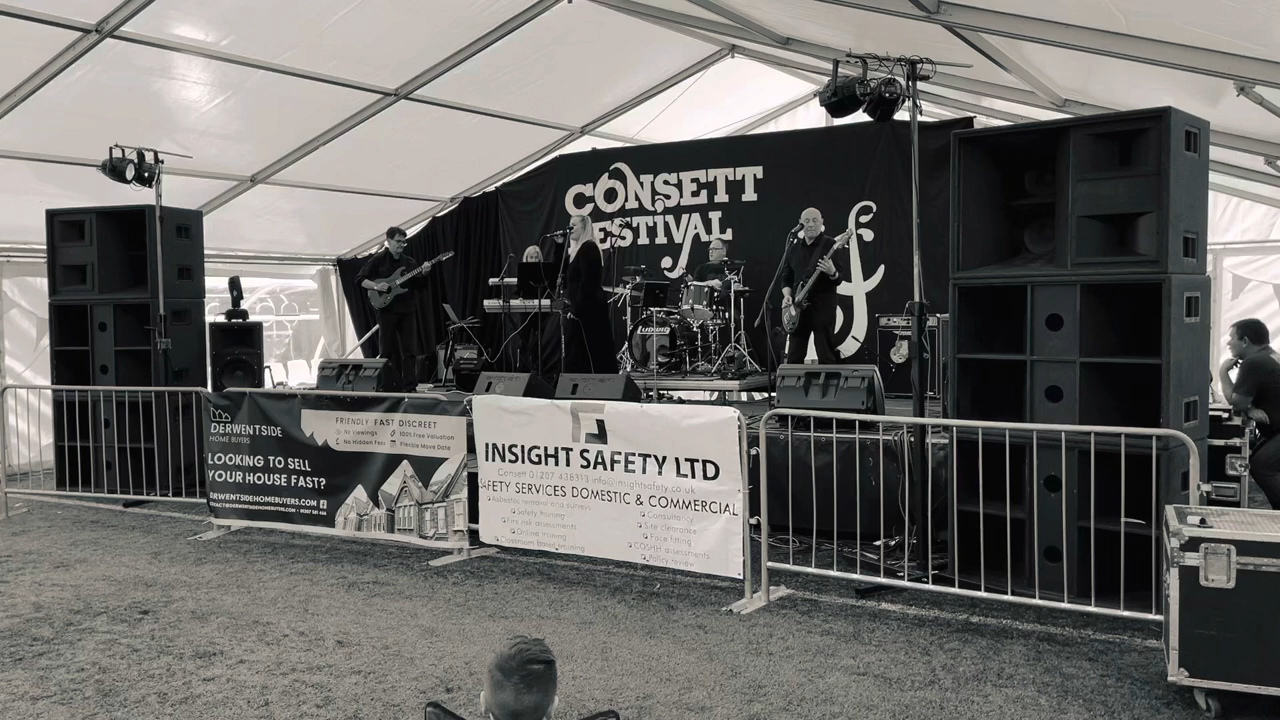 CONSETT
FESTIVAL
Ludwig
DERWENTSIDE
HOME BUYERS
FRIENDLY FAST DISCREET
No Viewings
100% Free Valuation
No Hidden Fees
Flexible Move Date
LOOKING TO SELL
YOUR HOUSE FAST?
DERWENTSIDEHOMEBUYERS.COM
INSIGHT SAFETY LTD
Consett 01207 438313 info@insightsafety.co.uk
SAFETY SERVICES DOMESTIC & COMMERCIAL
Asbestos removal and surveys
Safety training
Fire risk assessments
Online training
Classroom based training
Consultancy
Site clearance
Face fitting
COSHH assessments
Policy review